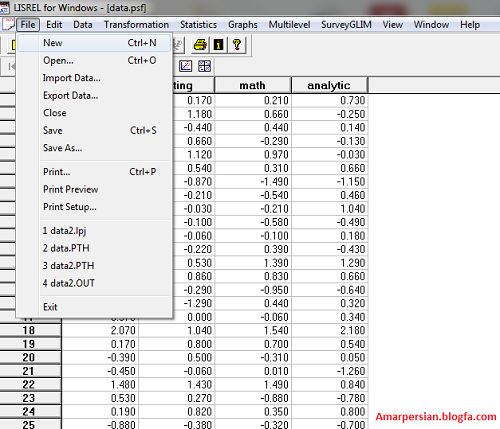 LISREL for Windows - [data.psf]
File Edit Data Transformation Statistics Graphs Multilevel SurveyGLIM View Window Help
New Ctrl+N
Open... Ctrl+O
Import Data...
Export Data...
Close
Save Ctrl+S
Save As...
Print... Ctrl+P
Print Preview
Print Setup...
1 data2.lpj
2 data.PTH
3 data2.PTH
4 data2.OUT
Exit
math analytic
0.170 0.210 0.730
1.180 0.660 -0.250
-0.440 0.440 0.140
0.660 -0.290 -0.130
1.120 0.970 -0.030
0.540 0.310 0.660
-0.870 -1.490 -1.150
-0.210 -0.540 0.460
-0.030 -0.210 1.040
-0.100 -0.580 -0.490
-0.060 -0.100 0.180
-0.220 0.390 -0.430
0.530 1.390 1.290
0.860 0.830 0.660
-0.290 -0.950 -0.640
-1.290 0.440 0.320
0.000 -0.060 0.340
18 2.070 1.040 1.540 2.180
19 0.170 0.800 0.700 0.540
20 -0.390 0.500 -0.310 0.050
21 -0.450 -0.060 0.010 -1.260
22 1.480 1.430 1.490 0.840
23 0.530 0.270 -0.880 -0.780
24 0.190 0.820 0.350 0.800
25 -0.880 -0.380 -0.320 -0.700
Amarpersian.blogfa.com